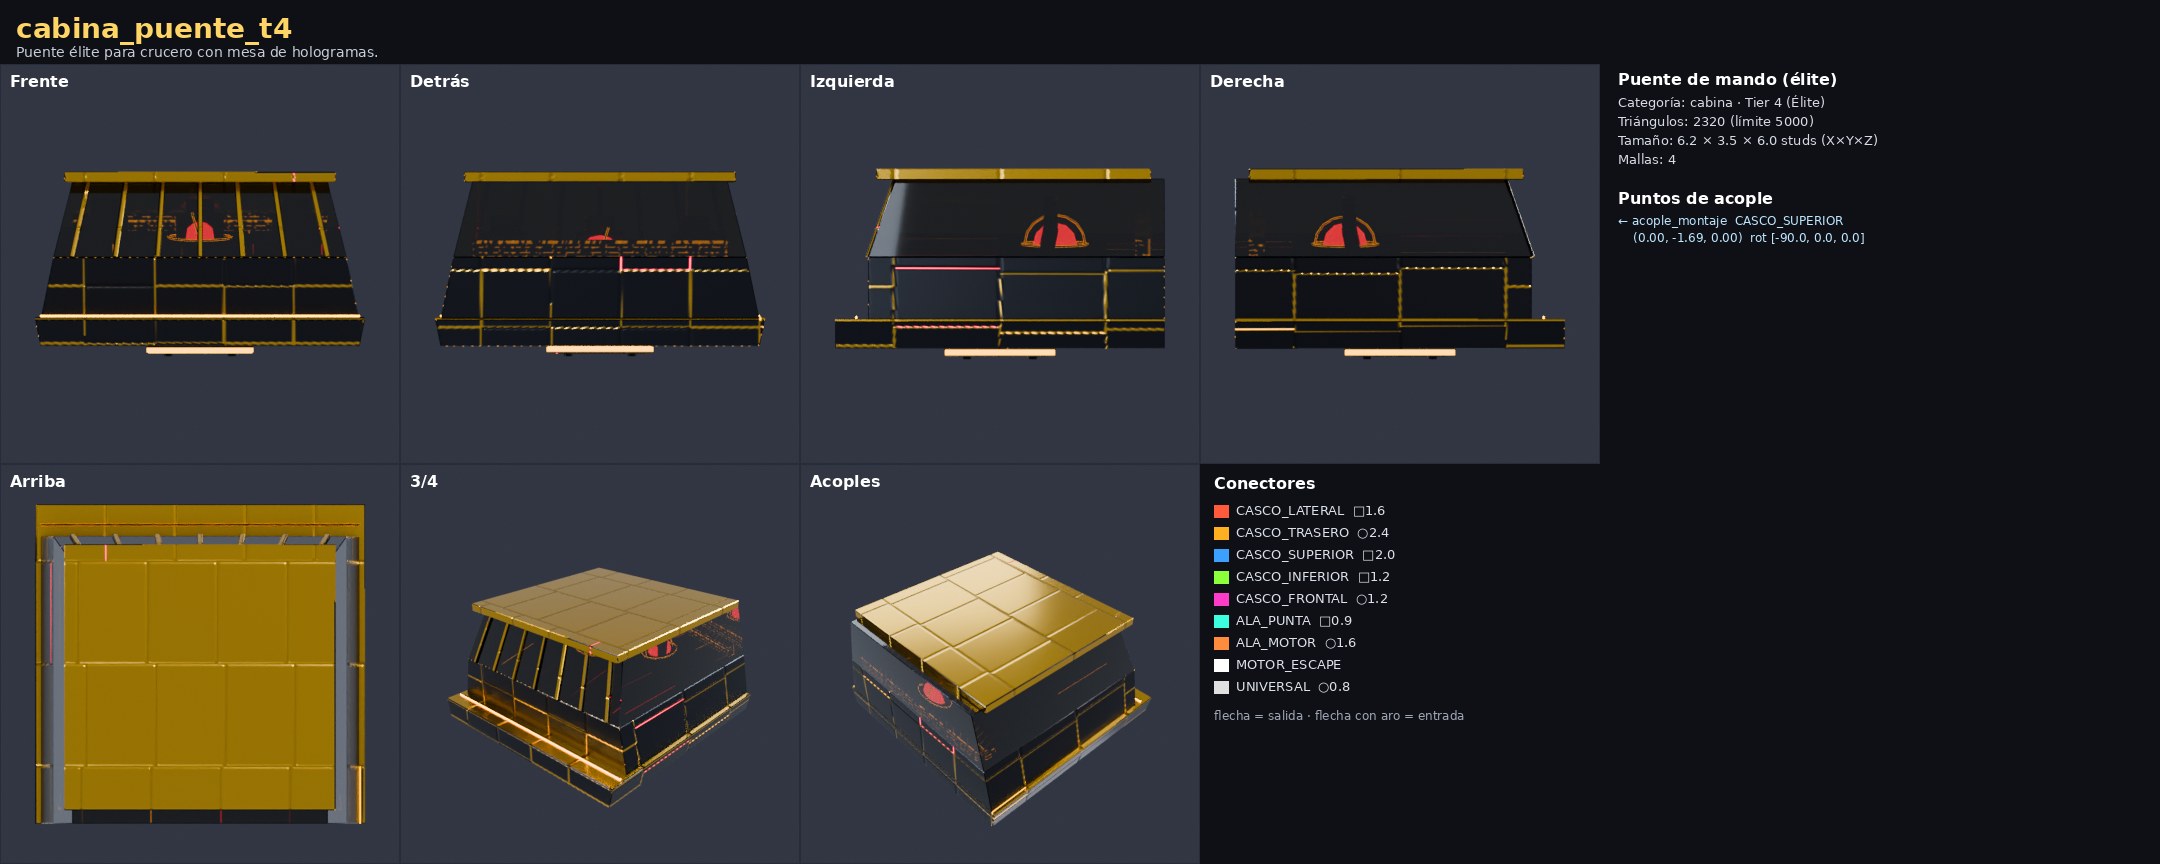 cabina_puente_t4
Puente élite para crucero con mesa de hologramas.
Frente
Detrás
Izquierda
Derecha
Puente de mando (élite)
Categoría: cabina · Tier 4 (Élite)
Triángulos: 2320 (límite 5000)
Tamaño: 6.2 × 3.5 × 6.0 studs (X×Y×Z)
Mallas: 4
Puntos de acople
← acople_montaje CASCO_SUPERIOR
(0.00, -1.69, 0.00) rot [-90.0, 0.0, 0.0]
Arriba
3/4
Acoples
Conectores
CASCO_LATERAL □1.6
CASCO_TRASERO ○2.4
CASCO_SUPERIOR □2.0
CASCO_INFERIOR □1.2
CASCO_FRONTAL ○1.2
ALA_PUNTA □0.9
ALA_MOTOR ○1.6
MOTOR_ESCAPE
UNIVERSAL ○0.8
flecha = salida · flecha con aro = entrada